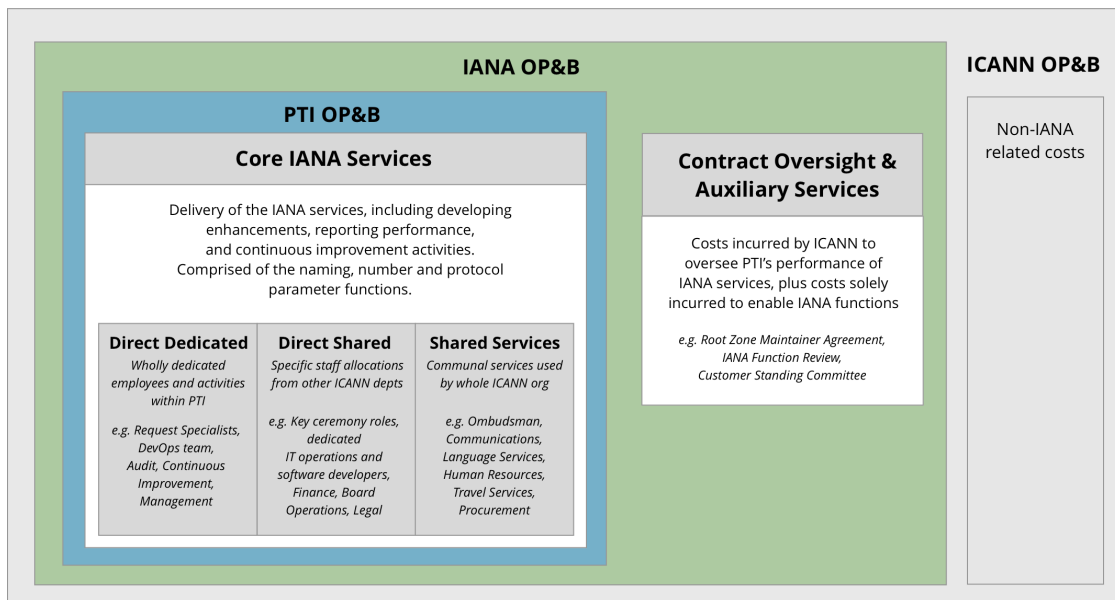 IANA OP&B
ICANN OP&B
PTI OP&B
Core IANA Services
Delivery of the IANA services, including developing
enhancements, reporting performance,
and continuous improvement activities.
Comprised of the naming, number and protocol
parameter functions.
Direct Dedicated
Wholly dedicated
employees and activities
within PTI
e.g. Request Specialists,
DevOps team,
Audit, Continuous
Improvement,
Management
Direct Shared
Specific staff allocations
from other ICANN depts
e.g. Key ceremony roles,
dedicated
IT operations and
software developers,
Finance, Board
Operations, Legal
Shared Services
Communal services used
by whole ICANN org
e.g. Ombudsman,
Communications,
Language Services,
Human Resources,
Travel Services,
Procurement
Contract Oversight &
Auxiliary Services
Costs incurred by ICANN to
oversee PTI's performance of
IANA services, plus costs solely
incurred to enable IANA functions
e.g. Root Zone Maintainer Agreement,
IANA Function Review,
Customer Standing Committee
Non-IANA
related costs